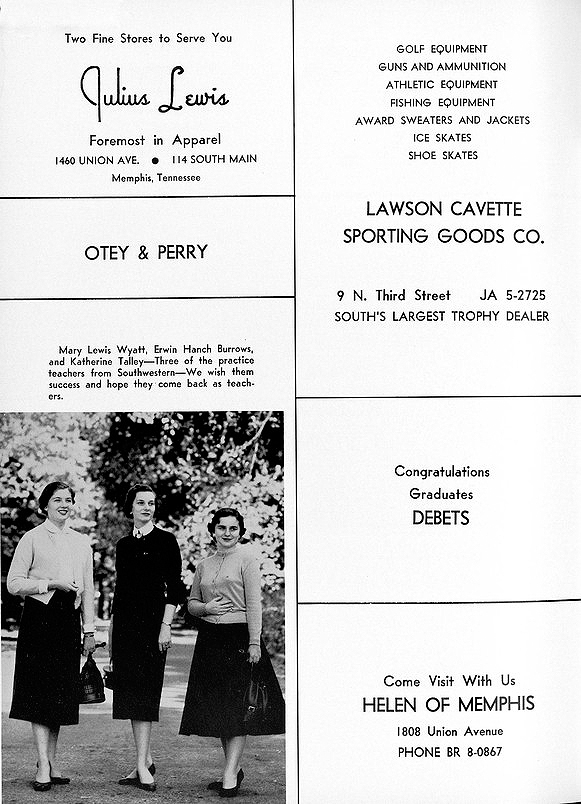 Two Fine Stores to Serve You
Julius Lewis
Foremost in Apparel
1460 UNION AVE. ● 114 SOUTH MAIN
Memphis, Tennessee
OTEY & PERRY
Mary Lewis Wyatt, Erwin Hanch Burrows,
and Katherine Talley—Three of the practice
teachers from Southwestern—We wish them
success and hope they come back as teach-
ers.
GOLF EQUIPMENT
GUNS AND AMMUNITION
ATHLETIC EQUIPMENT
FISHING EQUIPMENT
AWARD SWEATERS AND JACKETS
ICE SKATES
SHOE SKATES
LAWSON CAVETTE
SPORTING GOODS CO.
9 N. Third Street JA 5-2725
SOUTH'S LARGEST TROPHY DEALER
Congratulations
Graduates
DEBETS
Come Visit With Us
HELEN OF MEMPHIS
1808 Union Avenue
PHONE BR 8-0867